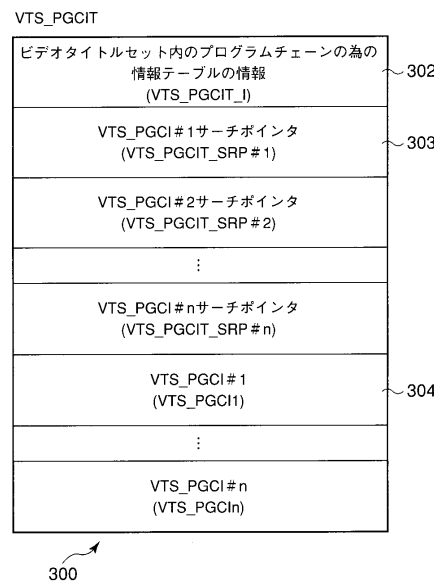 VTS_PGCIT
ビデオタイトルセット内のプログラムチェーンの為の
情報テーブルの情報
(VTS_PGCIT_I)
302
VTS_PGCI#1サーチポインタ
(VTS_PGCIT_SRP#1)
303
VTS_PGCI#2サーチポインタ
(VTS_PGCIT_SRP#2)
⋮
VTS_PGCI#nサーチポインタ
(VTS_PGCIT_SRP#n)
VTS_PGCI#1
(VTS_PGCI1)
304
⋮
VTS_PGCI#n
(VTS_PGCIn)
300